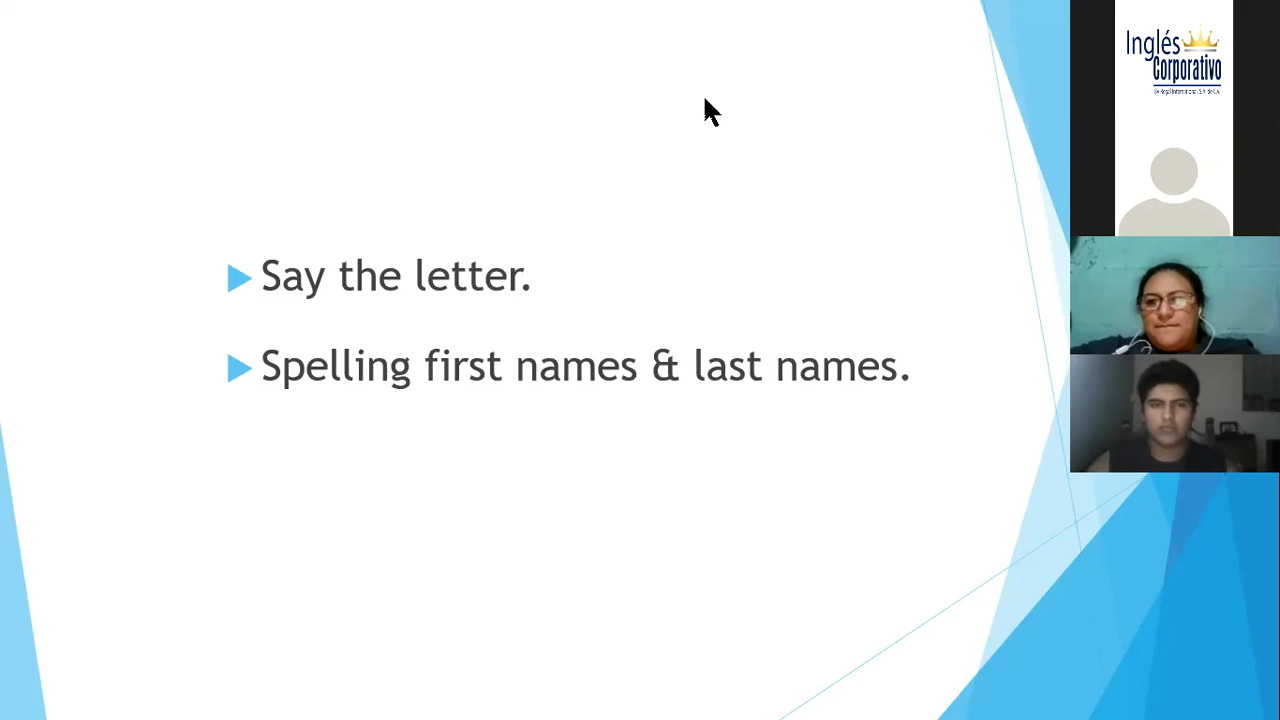 Say the letter.
Spelling first names & last names.
Inglés
Corporativo